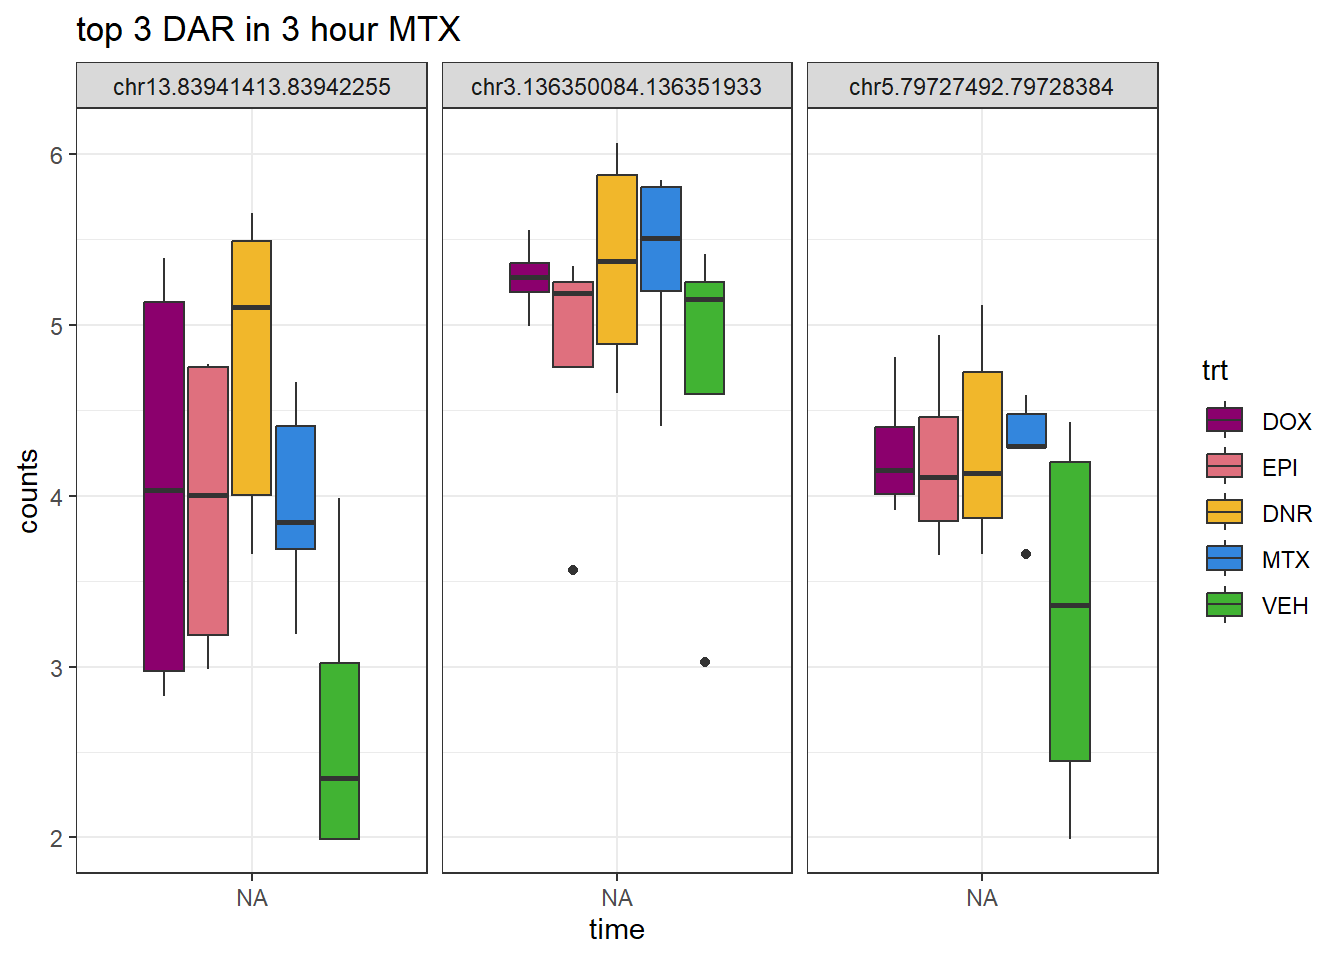 top 3 DAR in 3 hour MTX
chr13.83941413.83942255
chr3.136350084.136351933
chr5.79727492.79728384
6
5
4
3
2
counts
NA
NA
NA
time
trt
DOX
EPI
DNR
MTX
VEH